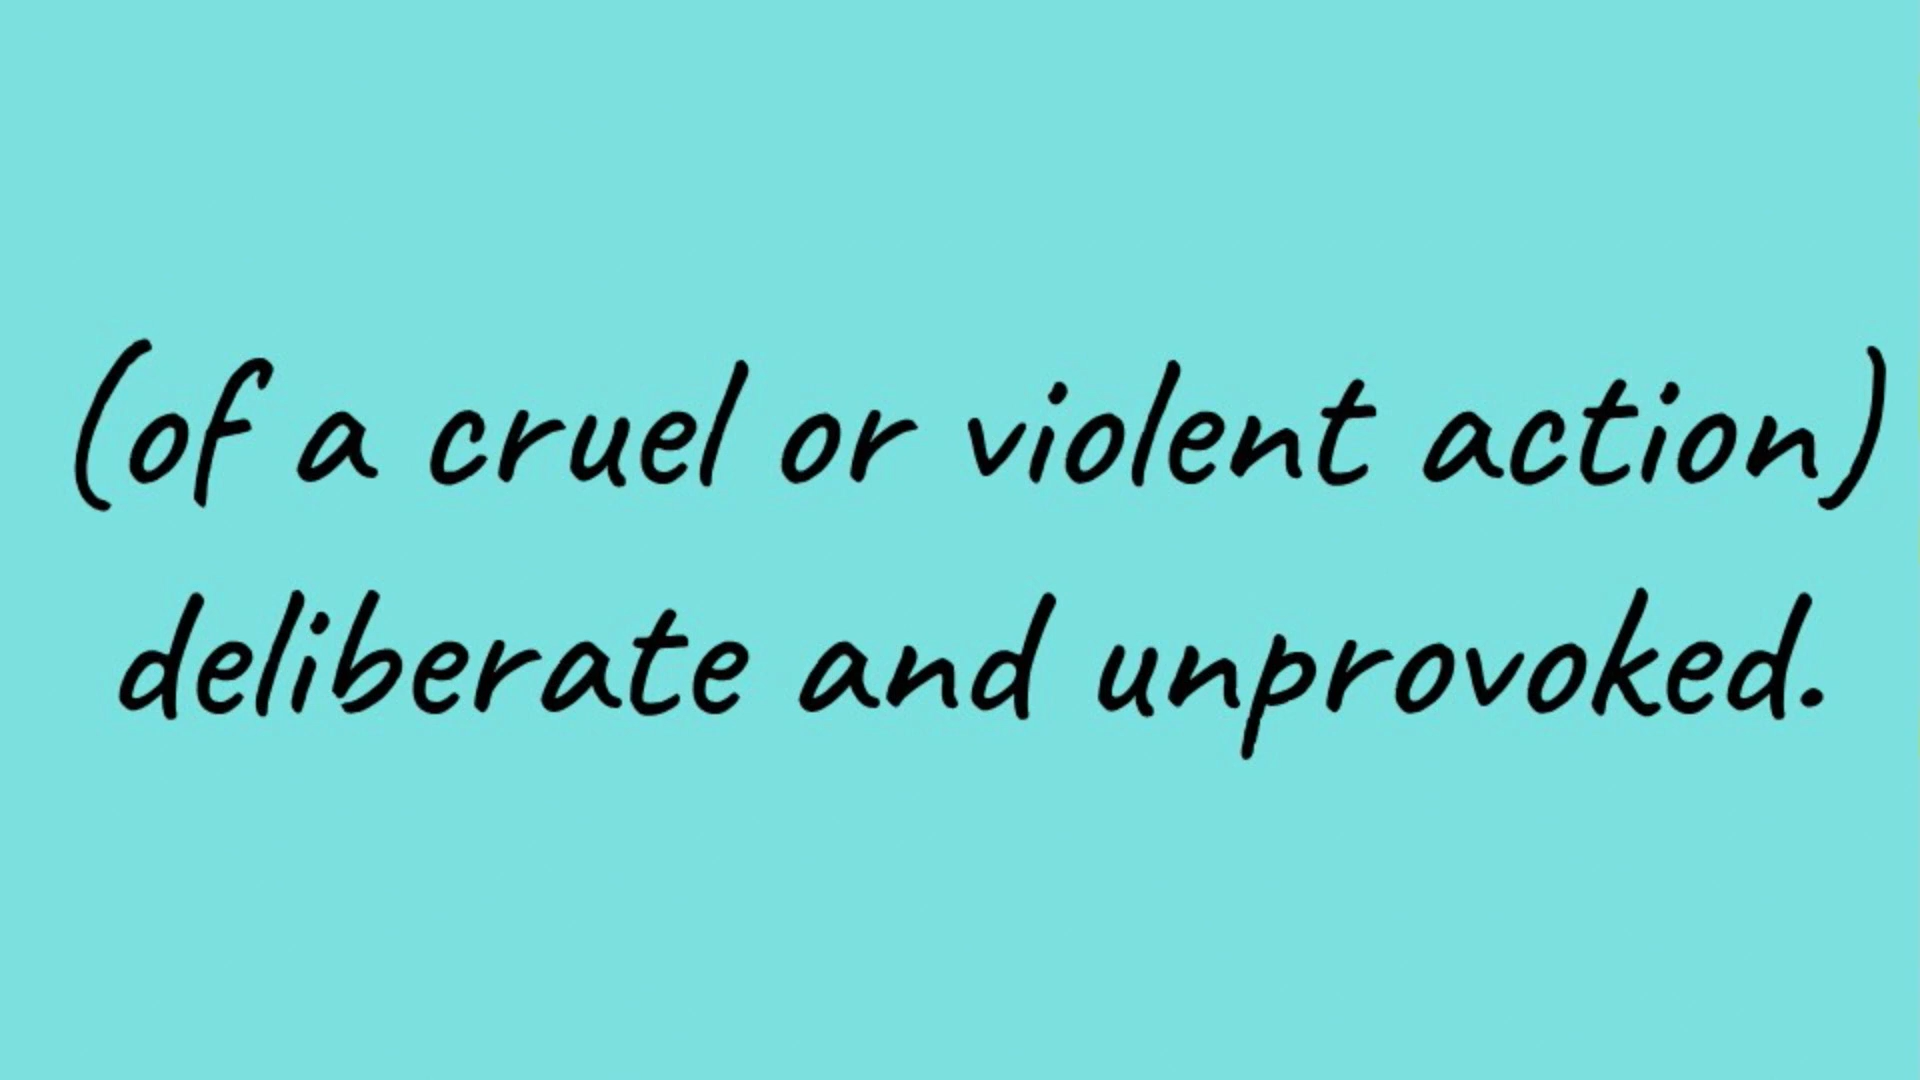 (of a cruel or violent action)
deliberate and unprovoked.